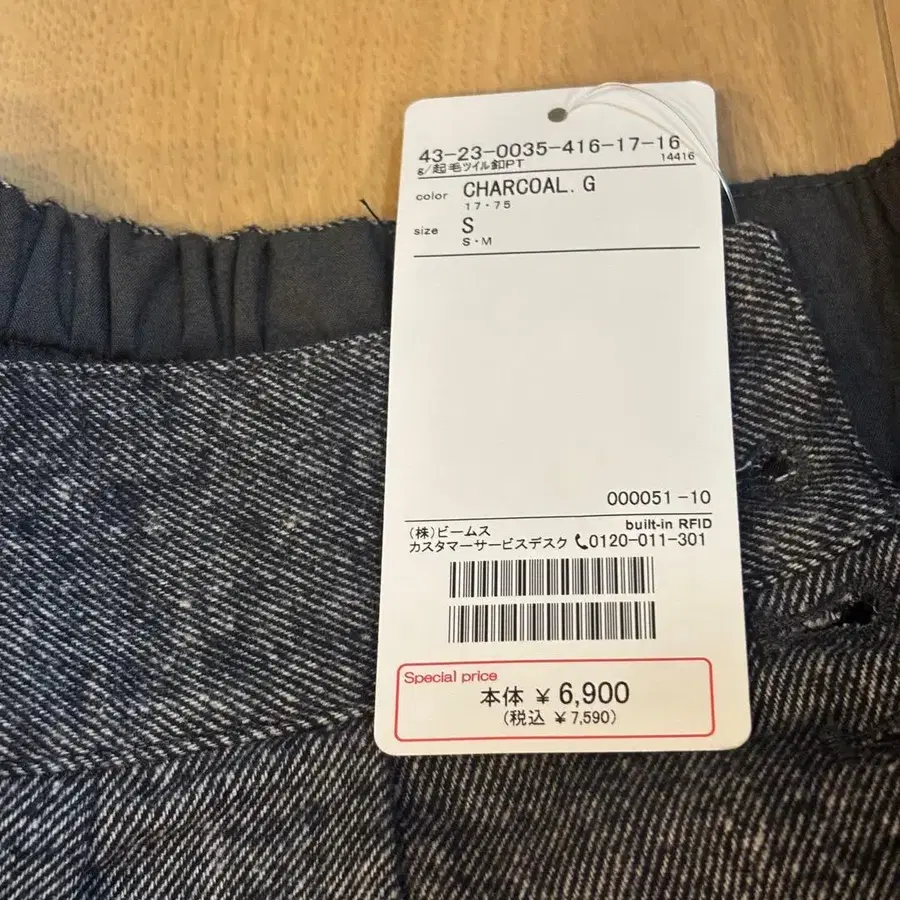 43-23-0035-416-17-16
g/起毛ツイル釦PT 14416
color CHARCOAL.G
17・75
size S
S・M
000051-10
built-in RFID
(株)ビームス
カスタマーサービスデスク 📞0120-011-301
Special price
本体 ¥6,900
(税込 ¥7,590)